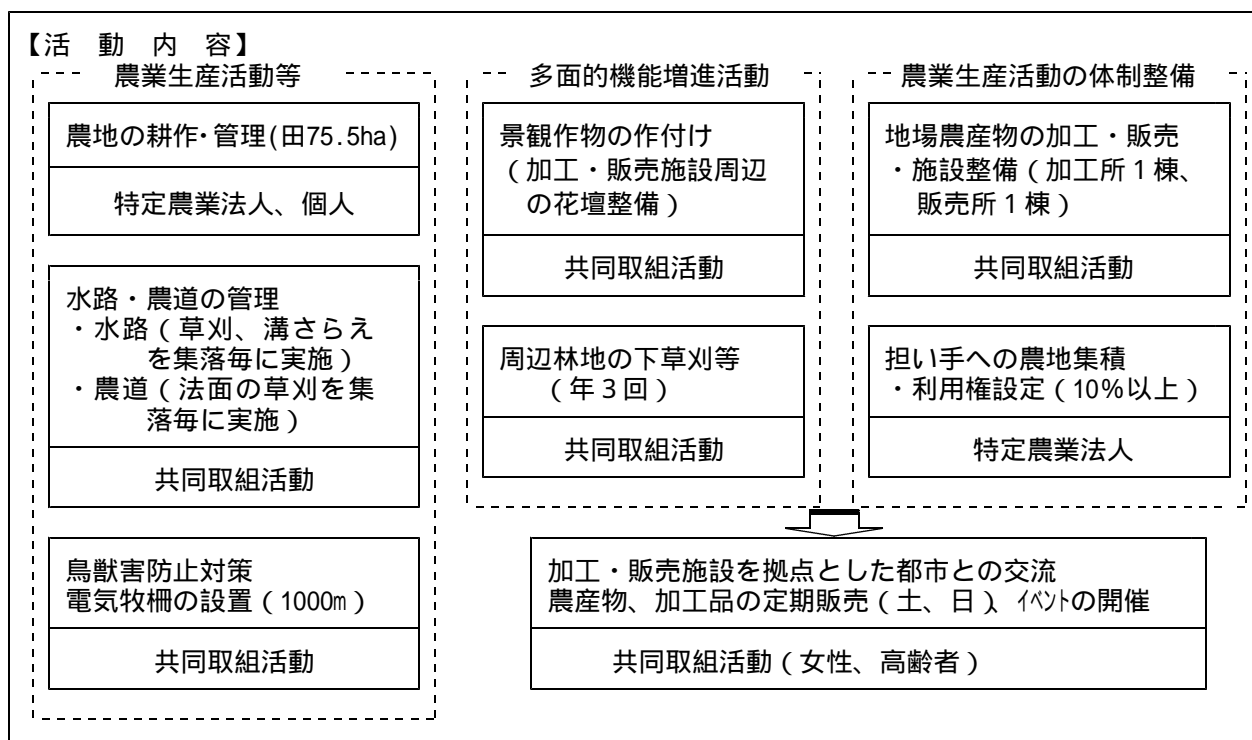 【活　動　内　容】
農業生産活動等
農地の耕作・管理(田75.5ha)
特定農業法人、個人
水路・農道の管理
・水路（草刈、溝さらえ
を集落毎に実施）
・農道（法面の草刈を集
落毎に実施）
共同取組活動
鳥獣害防止対策
電気牧柵の設置（1000m）
共同取組活動
多面的機能増進活動
景観作物の作付け
（加工・販売施設周辺
の花壇整備）
共同取組活動
周辺林地の下草刈等
（年３回）
共同取組活動
農業生産活動の体制整備
地場農産物の加工・販売
・施設整備（加工所１棟、
販売所１棟）
共同取組活動
担い手への農地集積
・利用権設定（10％以上）
特定農業法人
加工・販売施設を拠点とした都市との交流
農産物、加工品の定期販売（土、日）、ｲﾍﾞﾝﾄの開催
共同取組活動（女性、高齢者）